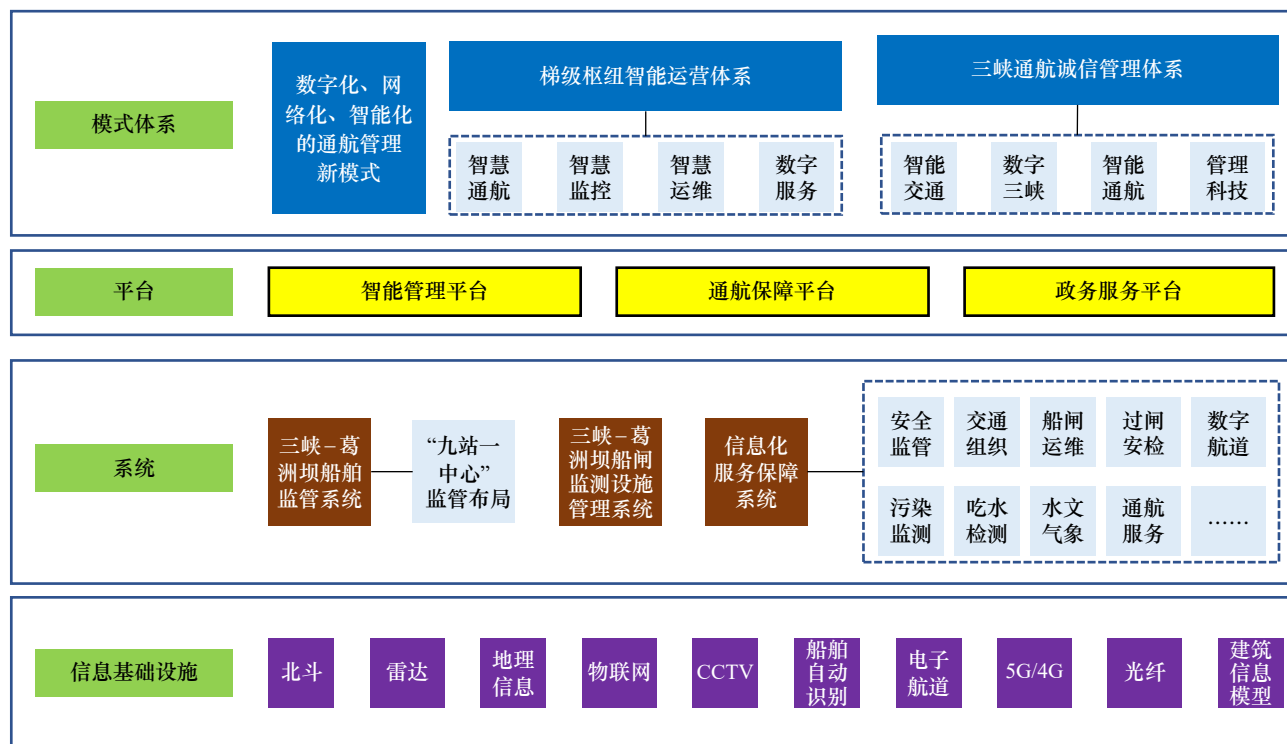 模式体系
数字化、网
络化、智能化
的通航管理
新模式
梯级枢纽智能运营体系
智慧
通航
智慧
监控
智慧
运维
数字
服务
三峡通航诚信管理体系
智能
交通
数字
三峡
智能
通航
管理
科技
平台
智能管理平台
通航保障平台
政务服务平台
系统
三峡–葛
洲坝船舶
监管系统
“九站一
中心”
监管布局
三峡–葛
洲坝船闸
监测设施
管理系统
信息化
服务保障
系统
安全
监管
交通
组织
船闸
运维
过闸
安检
数字
航道
污染
监测
吃水
检测
水文
气象
通航
服务
……
信息基础设施
北斗
雷达
地理
信息
物联网
CCTV
船舶
自动
识别
电子
航道
5G/4G
光纤
建筑
信息
模型